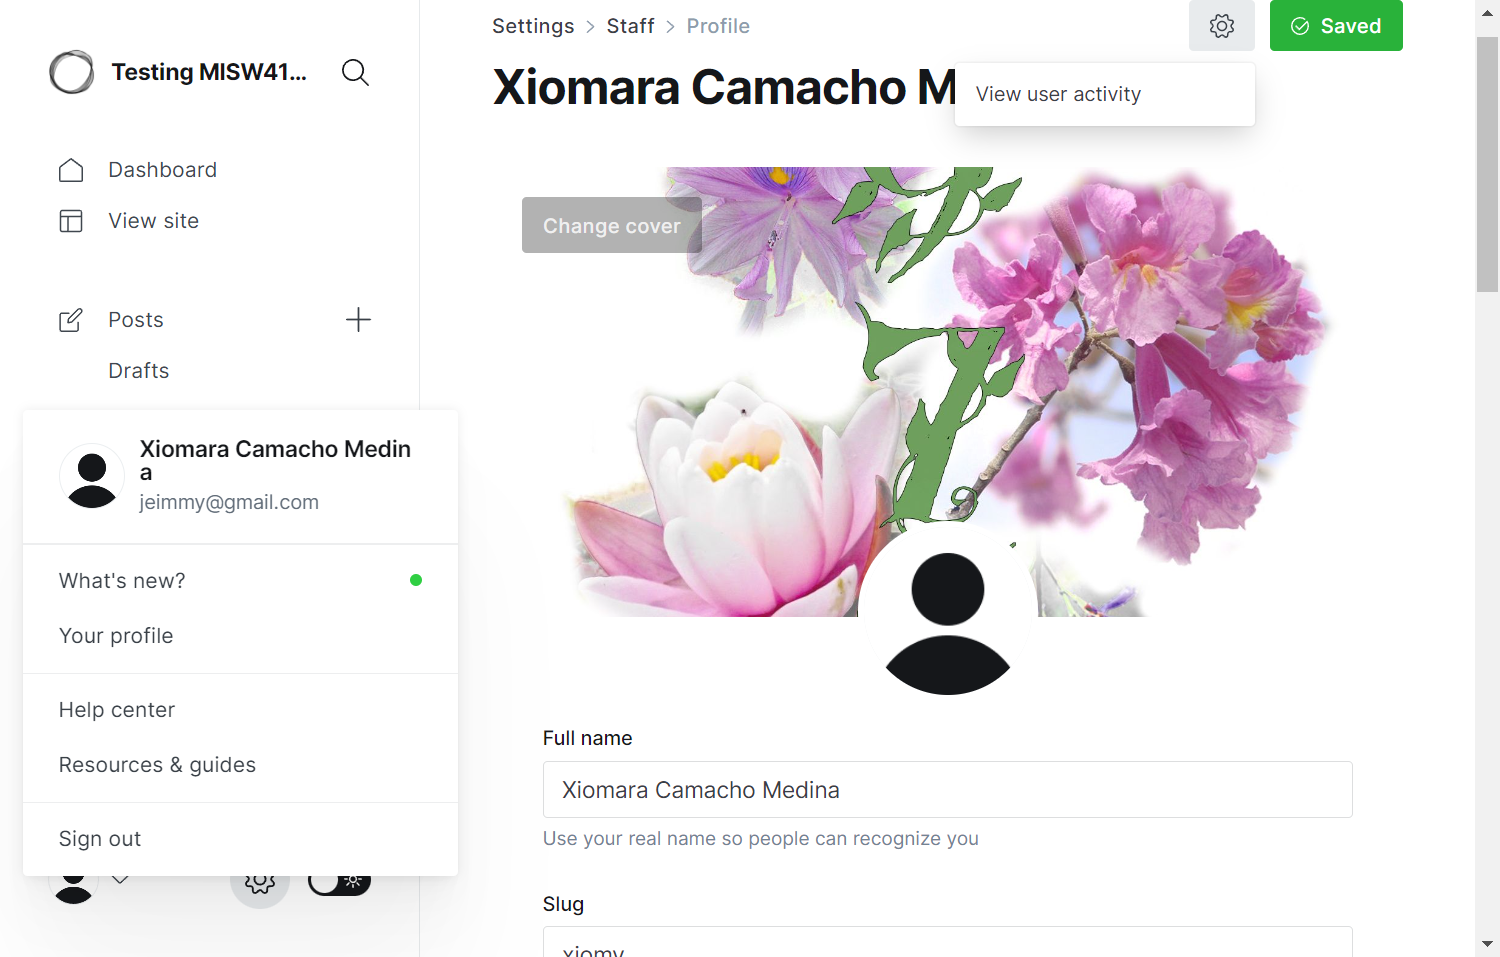 Testing MISW41...
Dashboard
View site
Posts
Drafts
Xiomara Camacho Medin
a
jeimmy@gmail.com
What's new?
Your profile
Help center
Resources & guides
Sign out
Settings > Staff > Profile
Saved
Xiomara Camacho M
View user activity
Change cover
Full name
Xiomara Camacho Medina
Use your real name so people can recognize you
Slug
xiomy